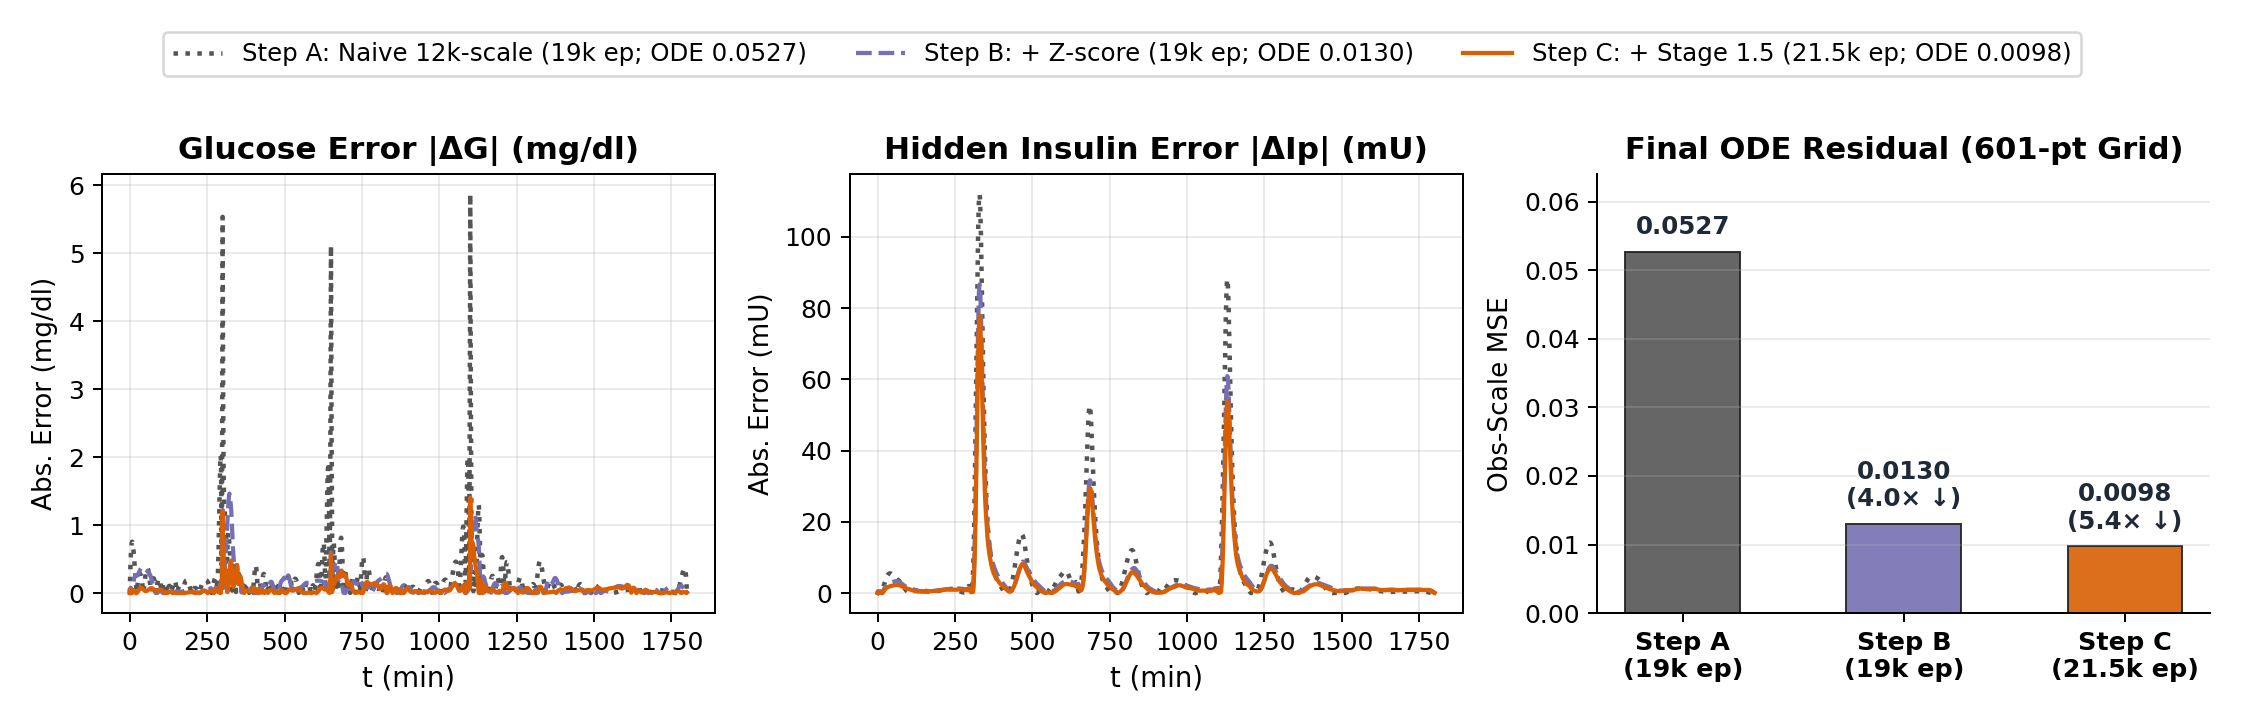 Step A: Naive 12k-scale (19k ep; ODE 0.0527)
Step B: + Z-score (19k ep; ODE 0.0130)
Step C: + Stage 1.5 (21.5k ep; ODE 0.0098)
Glucose Error |ΔG| (mg/dl)
Abs. Error (mg/dl)
6
5
4
3
2
1
0
0 250 500 750 1000 1250 1500 1750
t (min)
Hidden Insulin Error |ΔIp| (mU)
Abs. Error (mU)
100
80
60
40
20
0
0 250 500 750 1000 1250 1500 1750
t (min)
Final ODE Residual (601-pt Grid)
Obs-Scale MSE
0.06
0.05
0.04
0.03
0.02
0.01
0.00
0.0527
0.0130
(4.0× ↓)
0.0098
(5.4× ↓)
Step A
(19k ep)
Step B
(19k ep)
Step C
(21.5k ep)